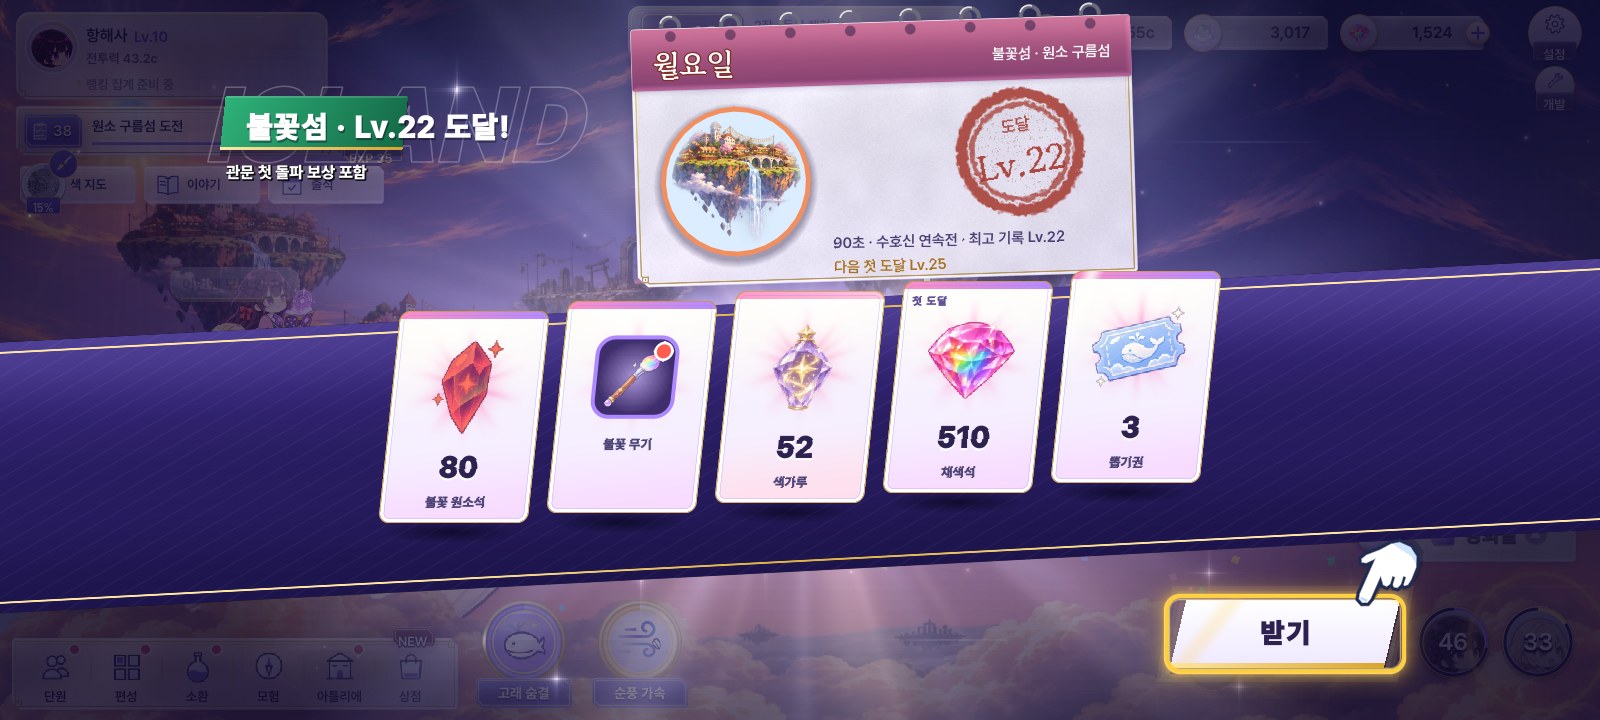 항해사 Lv.10
전투력 43.2c
랭킹 집계 준비 중
38 원소 구름섬 도전
ISLAND
불꽃섬 · Lv.22 도달!
관문 첫 돌파 보상 포함
색 지도
이야기
출석
15%
월요일
불꽃섬 · 원소 구름섬
도달
Lv.22
90초 · 수호신 연속전 · 최고 기록 Lv.22
다음 첫 도달 Lv.25
3,017
1,524
설정
개발
80
불꽃 원소석
불꽃 무기
52
색가루
첫 도달
510
채색석
3
뽑기권
받기
46
33
NEW
단원
편성
소환
모험
아틀리에
상점
고래 숨결
순풍 가속